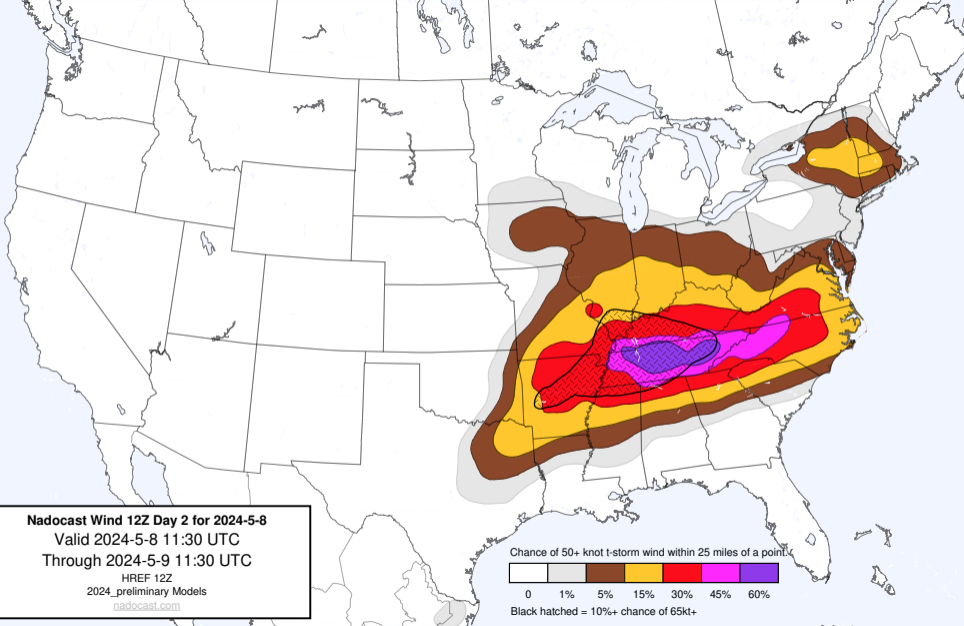 Nadocast Wind 12Z Day 2 for 2024-5-8
Valid 2024-5-8 11:30 UTC
Through 2024-5-9 11:30 UTC
HREF 12Z
2024_preliminary Models
nadocast.com
Chance of 50+ knot t-storm wind within 25 miles of a point.
0 1% 5% 15% 30% 45% 60%
Black hatched = 10%+ chance of 65kt+